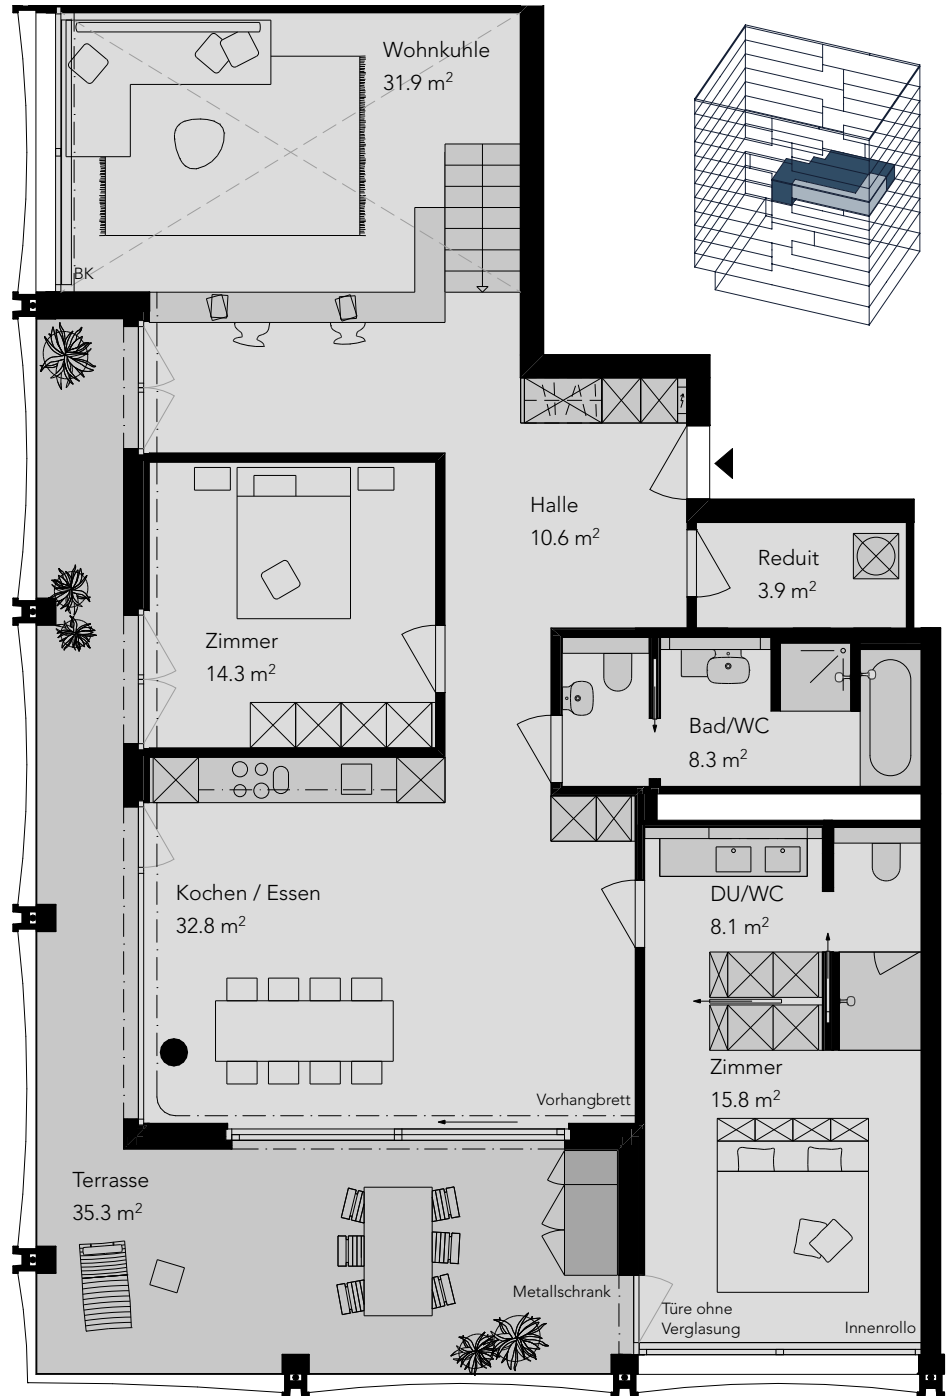 Wohnkuhle
31.9 m²
BK
Halle
10.6 m²
Reduit
3.9 m²
Zimmer
14.3 m²
Bad/WC
8.3 m²
Kochen / Essen
32.8 m²
DU/WC
8.1 m²
Zimmer
15.8 m²
Vorhangbrett
Terrasse
35.3 m²
Metallschrank
Türe ohne
Verglasung
Innenrollo